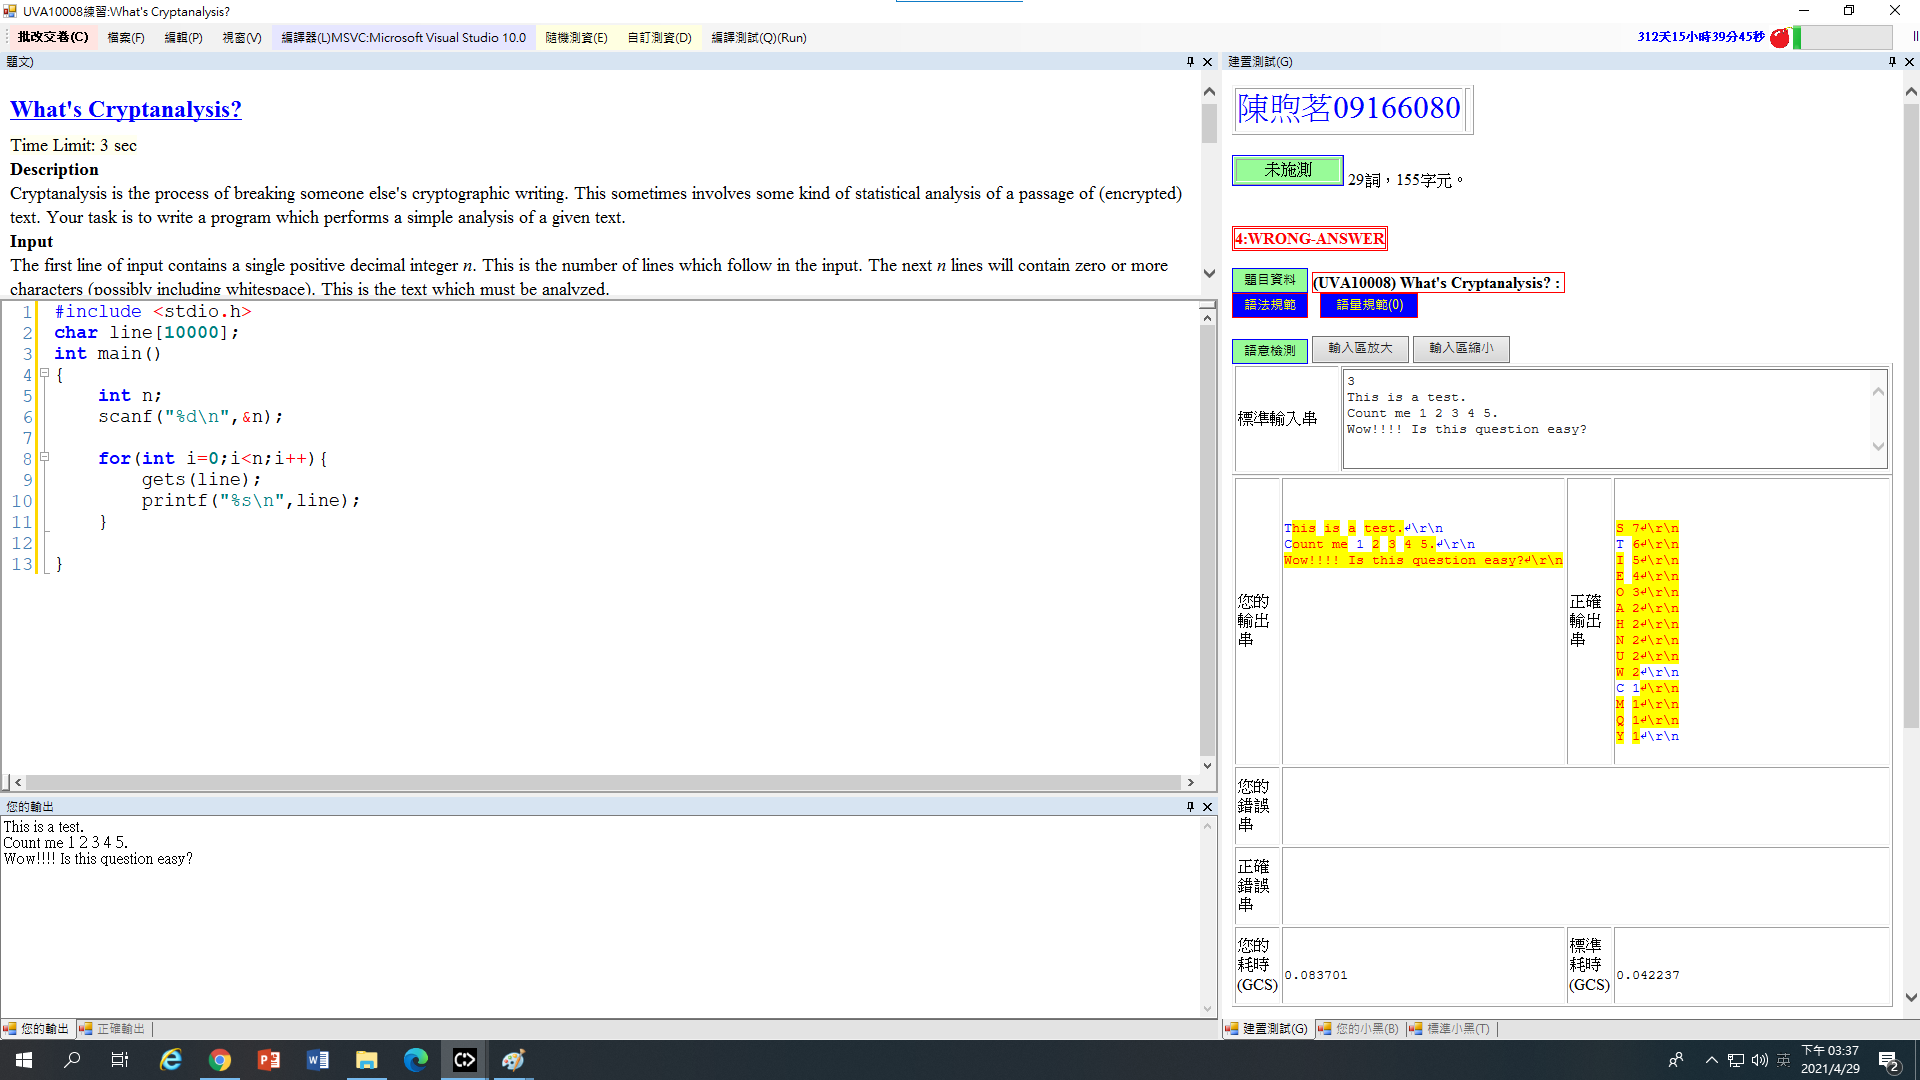 UVA10008練習:What's Cryptanalysis?
批改交卷(C) 檔案(F) 編輯(P) 視窗(V) 編譯器(L)MSVC:Microsoft Visual Studio 10.0 隨機測資(E) 自訂測資(D) 編譯測試(Q)(Run)
312天15小時39分45秒
題文)
What's Cryptanalysis?
Time Limit: 3 sec
Description
Cryptanalysis is the process of breaking someone else's cryptographic writing. This sometimes involves some kind of statistical analysis of a passage of (encrypted)
text. Your task is to write a program which performs a simple analysis of a given text.
Input
The first line of input contains a single positive decimal integer n. This is the number of lines which follow in the input. The next n lines will contain zero or more
characters (possibly including whitespace). This is the text which must be analyzed.
1 #include <stdio.h>
2 char line[10000];
3 int main()
4 {
5 int n;
6 scanf("%d\n",&n);
7
8 for(int i=0;i<n;i++){
9 gets(line);
10 printf("%s\n",line);
11 }
12
13 }
您的輸出
This is a test.
Count me 1 2 3 4 5.
Wow!!!! Is this question easy?
您的輸出 正確輸出
建置測試(G)
陳煦茗09166080
未施測 29詞，155字元。
4:WRONG-ANSWER
題目資料 (UVA10008) What's Cryptanalysis? :
語法規範 語量規範(0)
語意檢測 輸入區放大 輸入區縮小
標準輸入串
3
This is a test.
Count me 1 2 3 4 5.
Wow!!!! Is this question easy?
您的輸出串
This is a test.↲\r\n
Count me 1 2 3 4 5.↲\r\n
Wow!!!! Is this question easy?↲\r\n
正確輸出串
S 7↲\r\n
T 6↲\r\n
I 5↲\r\n
E 4↲\r\n
O 3↲\r\n
A 2↲\r\n
H 2↲\r\n
N 2↲\r\n
U 2↲\r\n
W 2↲\r\n
C 1↲\r\n
M 1↲\r\n
Q 1↲\r\n
Y 1↲\r\n
您的錯誤串
正確錯誤串
您的耗時(GCS) 0.083701 標準耗時(GCS) 0.042237
建置測試(G) 您的小黑(B) 標準小黑(T)
英 下午 03:37
2021/4/29
2